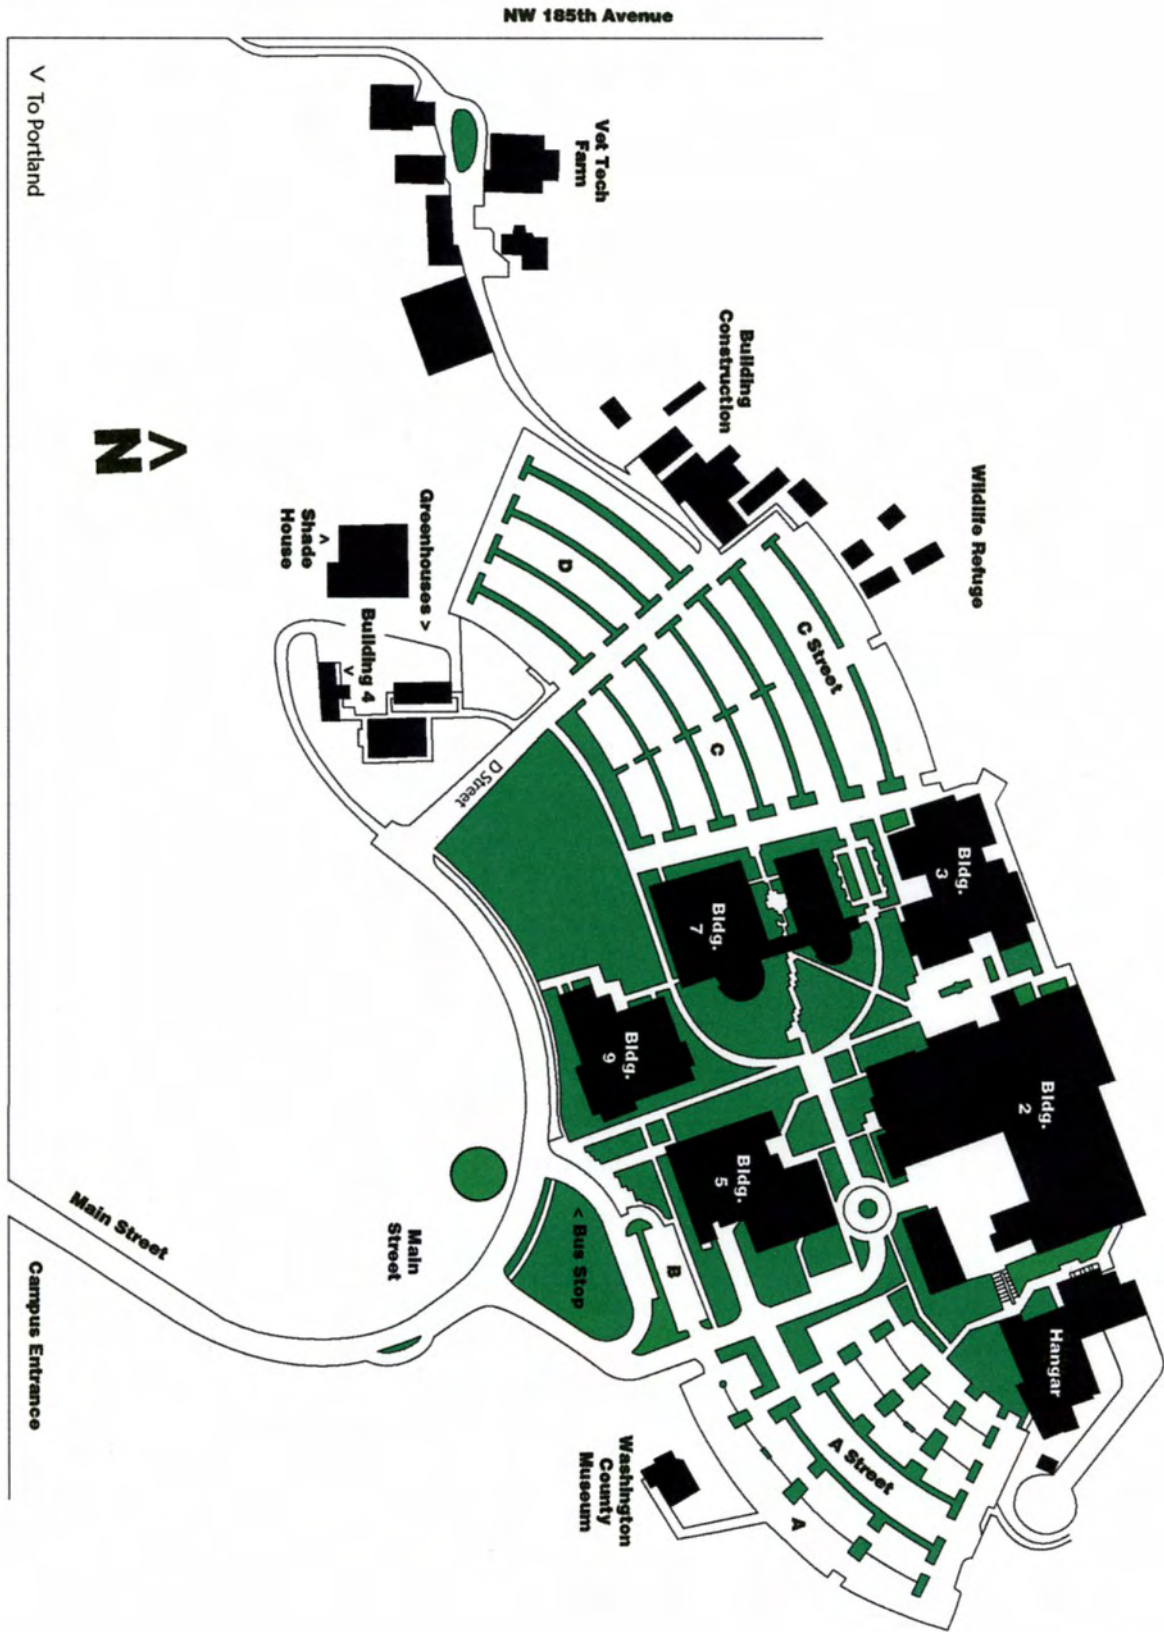 NW 185th Avenue
V To Portland
Vet Tech
Farm
Building
Construction
Wildlife Refuge
N
>
Greenhouses >
Shade
House
^
Building 4
v
D
C Street
C
D Street
Bldg.
3
Bldg.
7
Bldg.
9
Bldg.
2
Bldg.
5
Main Street
Main
Street
< Bus Stop
B
Hangar
Campus Entrance
Washington
County
Museum
A Street
A